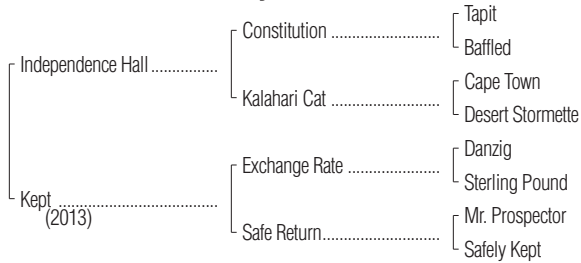 Tapit
Constitution
Baffled
Independence Hall
Cape Town
Kalahari Cat
Desert Stormette
Danzig
Exchange Rate
Sterling Pound
Kept
(2013)
Mr. Prospector
Safe Return
Safely Kept